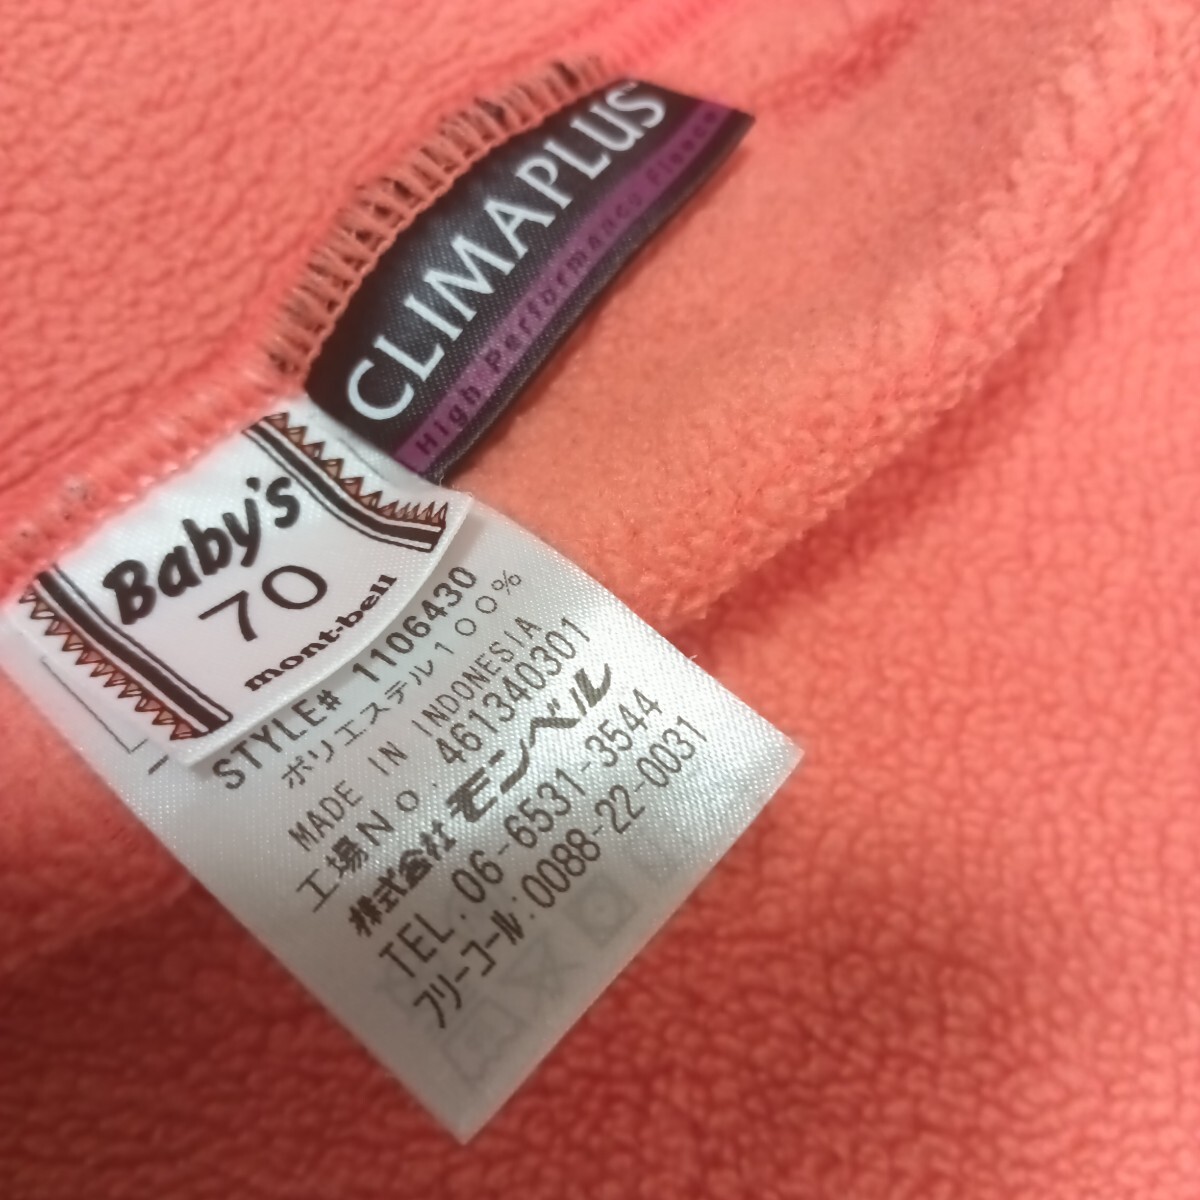 CLIMAPLUS
High Performance Fleece
Baby's
70
mont-bell
STYLE# 1106430
ポリエステル100%
MADE IN INDONESIA
工場No. 461340301
株式会社モンベル
TEL.06-6531-3544
フリーコール:0088-22-0031